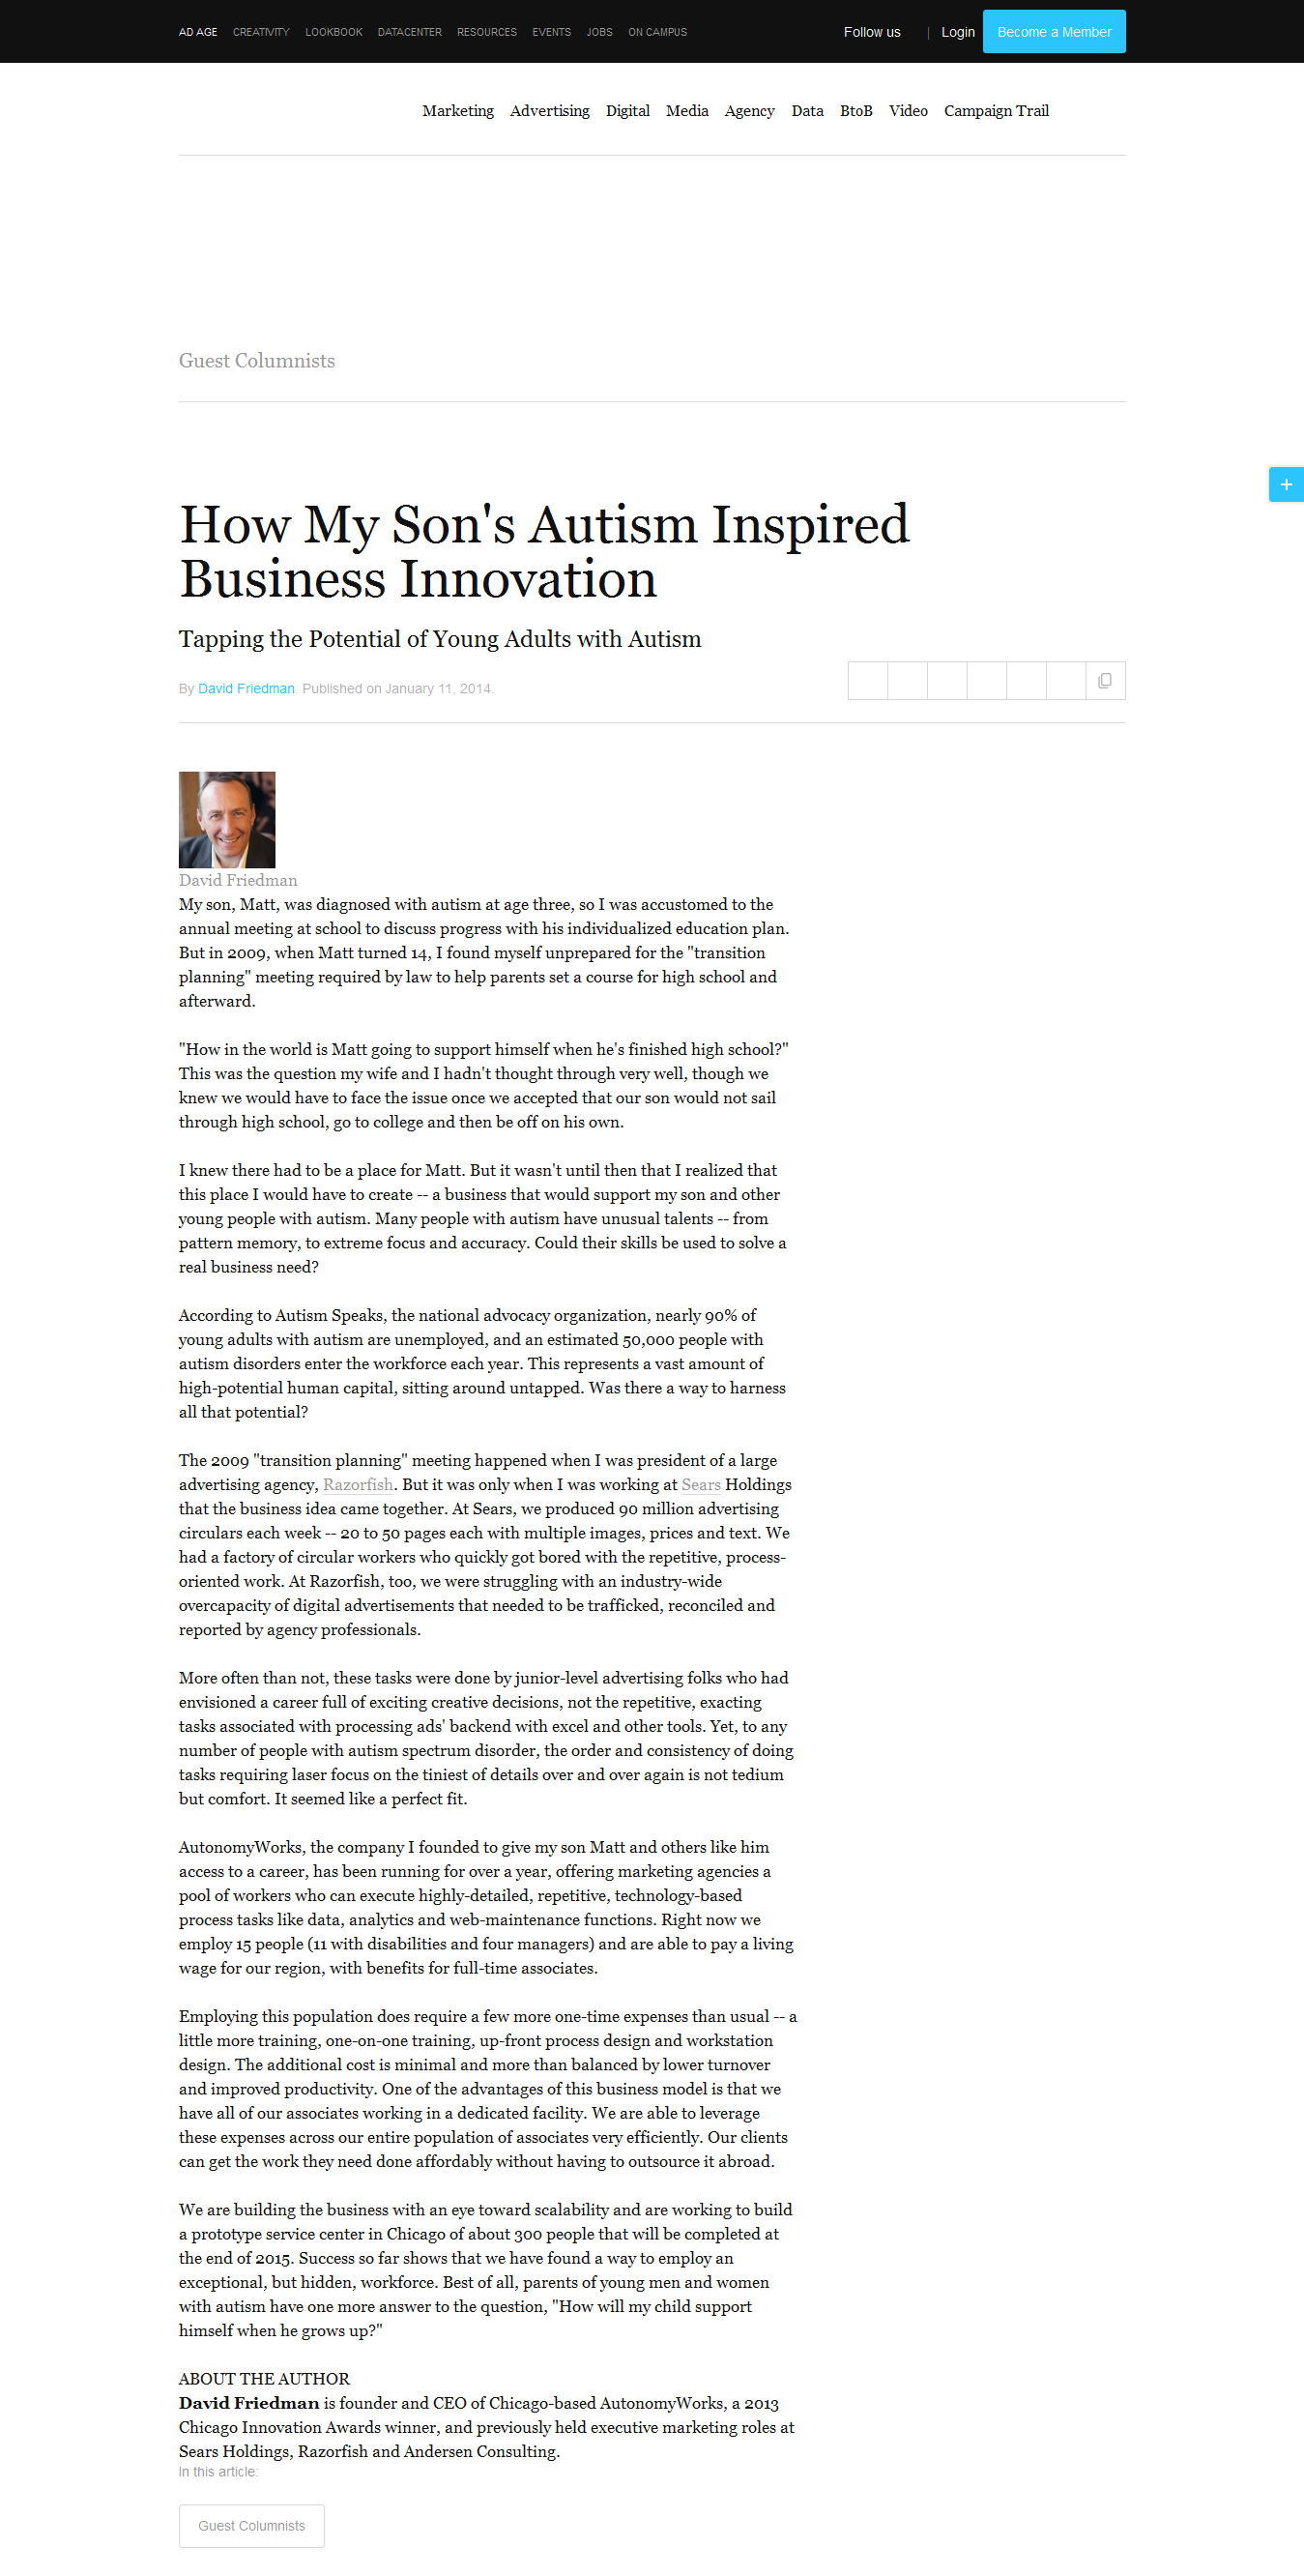 AD AGE CREATIVITY LOOKBOOK DATACENTER RESOURCES EVENTS JOBS ON CAMPUS Follow us | Login Become a Member
Marketing Advertising Digital Media Agency Data BtoB Video Campaign Trail
Guest Columnists
+
How My Son's Autism Inspired
Business Innovation
Tapping the Potential of Young Adults with Autism
By David Friedman. Published on January 11, 2014.
David Friedman
My son, Matt, was diagnosed with autism at age three, so I was accustomed to the
annual meeting at school to discuss progress with his individualized education plan.
But in 2009, when Matt turned 14, I found myself unprepared for the "transition
planning" meeting required by law to help parents set a course for high school and
afterward.
"How in the world is Matt going to support himself when he's finished high school?"
This was the question my wife and I hadn't thought through very well, though we
knew we would have to face the issue once we accepted that our son would not sail
through high school, go to college and then be off on his own.
I knew there had to be a place for Matt. But it wasn't until then that I realized that
this place I would have to create -- a business that would support my son and other
young people with autism. Many people with autism have unusual talents -- from
pattern memory, to extreme focus and accuracy. Could their skills be used to solve a
real business need?
According to Autism Speaks, the national advocacy organization, nearly 90% of
young adults with autism are unemployed, and an estimated 50,000 people with
autism disorders enter the workforce each year. This represents a vast amount of
high-potential human capital, sitting around untapped. Was there a way to harness
all that potential?
The 2009 "transition planning" meeting happened when I was president of a large
advertising agency, Razorfish. But it was only when I was working at Sears Holdings
that the business idea came together. At Sears, we produced 90 million advertising
circulars each week -- 20 to 50 pages each with multiple images, prices and text. We
had a factory of circular workers who quickly got bored with the repetitive, process-
oriented work. At Razorfish, too, we were struggling with an industry-wide
overcapacity of digital advertisements that needed to be trafficked, reconciled and
reported by agency professionals.
More often than not, these tasks were done by junior-level advertising folks who had
envisioned a career full of exciting creative decisions, not the repetitive, exacting
tasks associated with processing ads' backend with excel and other tools. Yet, to any
number of people with autism spectrum disorder, the order and consistency of doing
tasks requiring laser focus on the tiniest of details over and over again is not tedium
but comfort. It seemed like a perfect fit.
AutonomyWorks, the company I founded to give my son Matt and others like him
access to a career, has been running for over a year, offering marketing agencies a
pool of workers who can execute highly-detailed, repetitive, technology-based
process tasks like data, analytics and web-maintenance functions. Right now we
employ 15 people (11 with disabilities and four managers) and are able to pay a living
wage for our region, with benefits for full-time associates.
Employing this population does require a few more one-time expenses than usual -- a
little more training, one-on-one training, up-front process design and workstation
design. The additional cost is minimal and more than balanced by lower turnover
and improved productivity. One of the advantages of this business model is that we
have all of our associates working in a dedicated facility. We are able to leverage
these expenses across our entire population of associates very efficiently. Our clients
can get the work they need done affordably without having to outsource it abroad.
We are building the business with an eye toward scalability and are working to build
a prototype service center in Chicago of about 300 people that will be completed at
the end of 2015. Success so far shows that we have found a way to employ an
exceptional, but hidden, workforce. Best of all, parents of young men and women
with autism have one more answer to the question, "How will my child support
himself when he grows up?"
ABOUT THE AUTHOR
David Friedman is founder and CEO of Chicago-based AutonomyWorks, a 2013
Chicago Innovation Awards winner, and previously held executive marketing roles at
Sears Holdings, Razorfish and Andersen Consulting.
In this article:
Guest Columnists